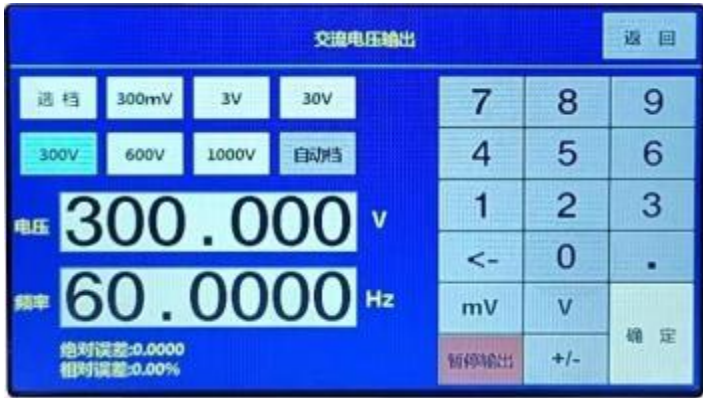 交流电压输出
返 回
选 档 300mV 3V 30V
300V 600V 1000V 自动档
电压 300.000 V
频率 60.0000 Hz
绝对误差:0.0000
相对误差:0.00%
7 8 9
4 5 6
1 2 3
<- 0 .
mV V
确 定
暂停输出 +/-